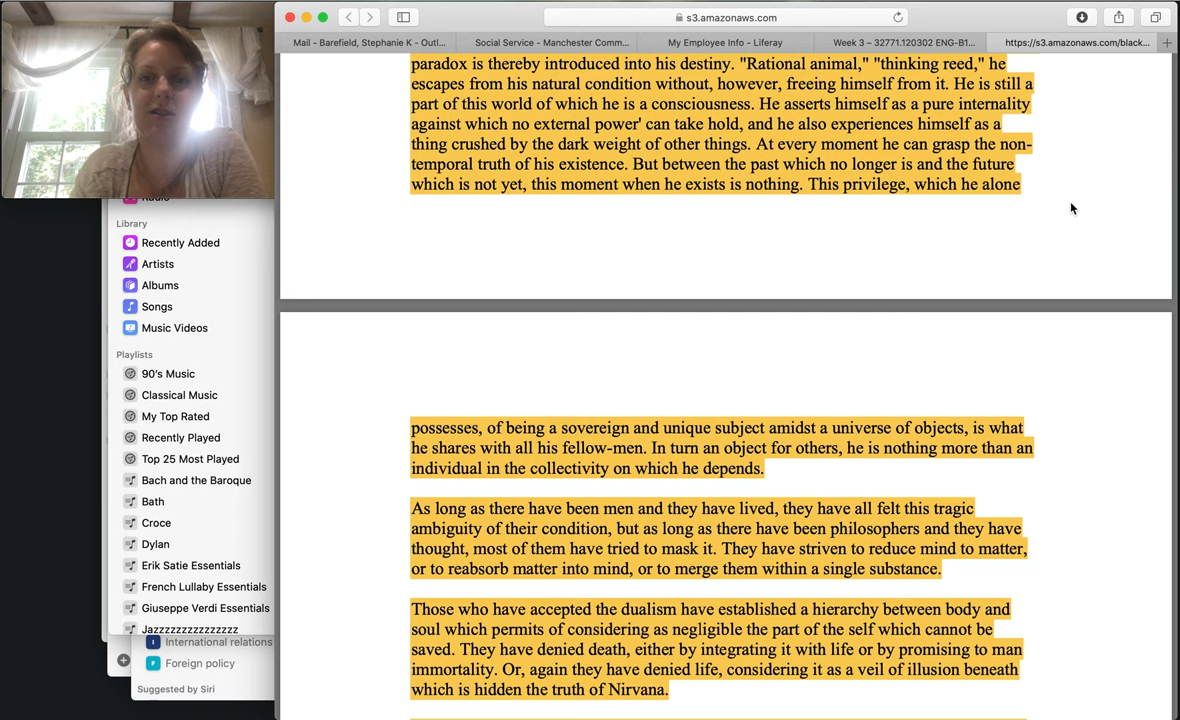 s3.amazonaws.com
Mail - Barefield, Stephanie K - Outl...
Social Service - Manchester Comm...
My Employee Info - Liferay
Week 3 – 32771.120302 ENG-B1...
https://s3.amazonaws.com/black...
paradox is thereby introduced into his destiny. "Rational animal," "thinking reed," he
escapes from his natural condition without, however, freeing himself from it. He is still a
part of this world of which he is a consciousness. He asserts himself as a pure internality
against which no external power' can take hold, and he also experiences himself as a
thing crushed by the dark weight of other things. At every moment he can grasp the non-
temporal truth of his existence. But between the past which no longer is and the future
which is not yet, this moment when he exists is nothing. This privilege, which he alone
possesses, of being a sovereign and unique subject amidst a universe of objects, is what
he shares with all his fellow-men. In turn an object for others, he is nothing more than an
individual in the collectivity on which he depends.
As long as there have been men and they have lived, they have all felt this tragic
ambiguity of their condition, but as long as there have been philosophers and they have
thought, most of them have tried to mask it. They have striven to reduce mind to matter,
or to reabsorb matter into mind, or to merge them within a single substance.
Those who have accepted the dualism have established a hierarchy between body and
soul which permits of considering as negligible the part of the self which cannot be
saved. They have denied death, either by integrating it with life or by promising to man
immortality. Or, again they have denied life, considering it as a veil of illusion beneath
which is hidden the truth of Nirvana.
Radio
Library
Recently Added
Artists
Albums
Songs
Music Videos
Playlists
90's Music
Classical Music
My Top Rated
Recently Played
Top 25 Most Played
Bach and the Baroque
Bath
Croce
Dylan
Erik Satie Essentials
French Lullaby Essentials
Giuseppe Verdi Essentials
Jazzzzzzzzzzzzz
International relations
Foreign policy
Suggested by Siri